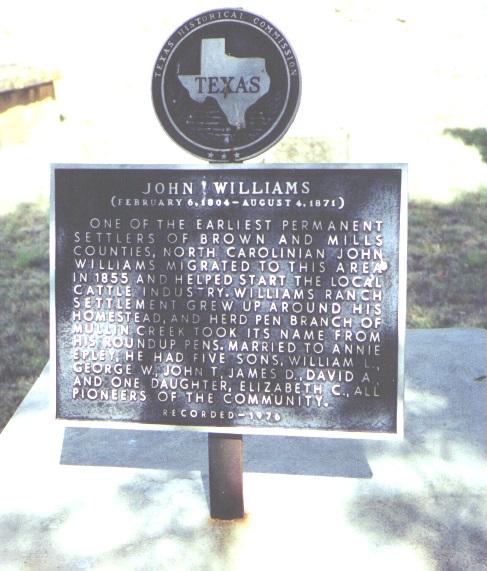 TEXAS HISTORICAL COMMISSION
TEXAS
JOHN WILLIAMS
(FEBRUARY 6, 1804—AUGUST 4, 1871)
ONE OF THE EARLIEST PERMANENT
SETTLERS OF BROWN AND MILLS
COUNTIES, NORTH CAROLINIAN JOHN
WILLIAMS MIGRATED TO THIS AREA
IN 1855 AND HELPED START THE LOCAL
CATTLE INDUSTRY. WILLIAMS RANCH
SETTLEMENT GREW UP AROUND HIS
HOMESTEAD, AND HERD PEN BRANCH OF
MULLIN CREEK TOOK ITS NAME FROM
HIS ROUNDUP PENS. MARRIED TO ANNIE
EPLEY, HE HAD FIVE SONS, WILLIAM L.,
GEORGE W., JOHN T., JAMES D., DAVID A.,
AND ONE DAUGHTER, ELIZABETH C., ALL
PIONEERS OF THE COMMUNITY.
RECORDED—1976